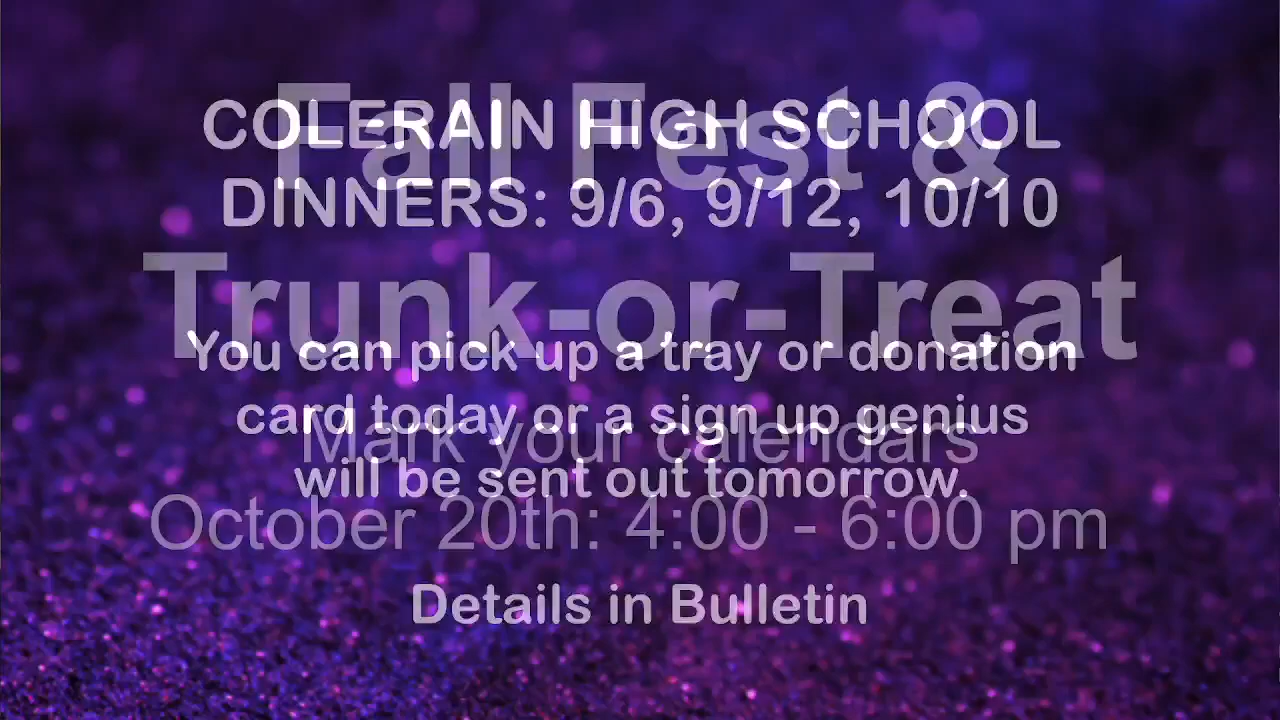 Fall Fest &
Trunk-or-Treat
Mark your calendars
October 20th: 4:00 - 6:00 pm
COLERAIN HIGH SCHOOL
DINNERS: 9/6, 9/12, 10/10
You can pick up a tray or donation
card today or a sign up genius
will be sent out tomorrow.
Details in Bulletin